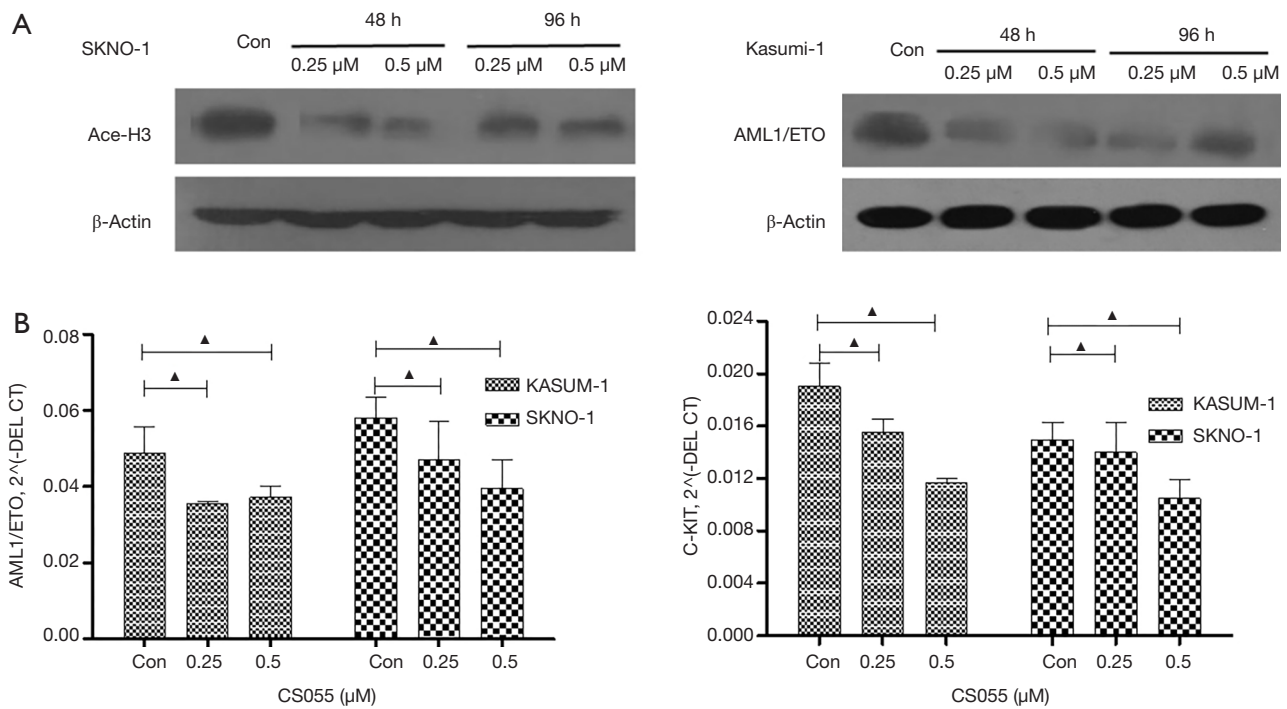 A
SKNO-1
Con
48 h
96 h
0.25 µM
0.5 µM
0.25 µM
0.5 µM
Ace-H3
β-Actin
Kasumi-1
Con
48 h
96 h
0.25 µM
0.5 µM
0.25 µM
0.5 µM
AML1/ETO
β-Actin
B
AML1/ETO, 2^(-DEL CT)
0.08
0.06
0.04
0.02
0.00
▲
▲
▲
▲
KASUM-1
SKNO-1
Con
0.25
0.5
Con
0.25
0.5
CS055 (µM)
C-KIT, 2^(-DEL CT)
0.024
0.020
0.016
0.012
0.008
0.004
0.000
▲
▲
▲
▲
KASUM-1
SKNO-1
Con
0.25
0.5
Con
0.25
0.5
CS055 (µM)